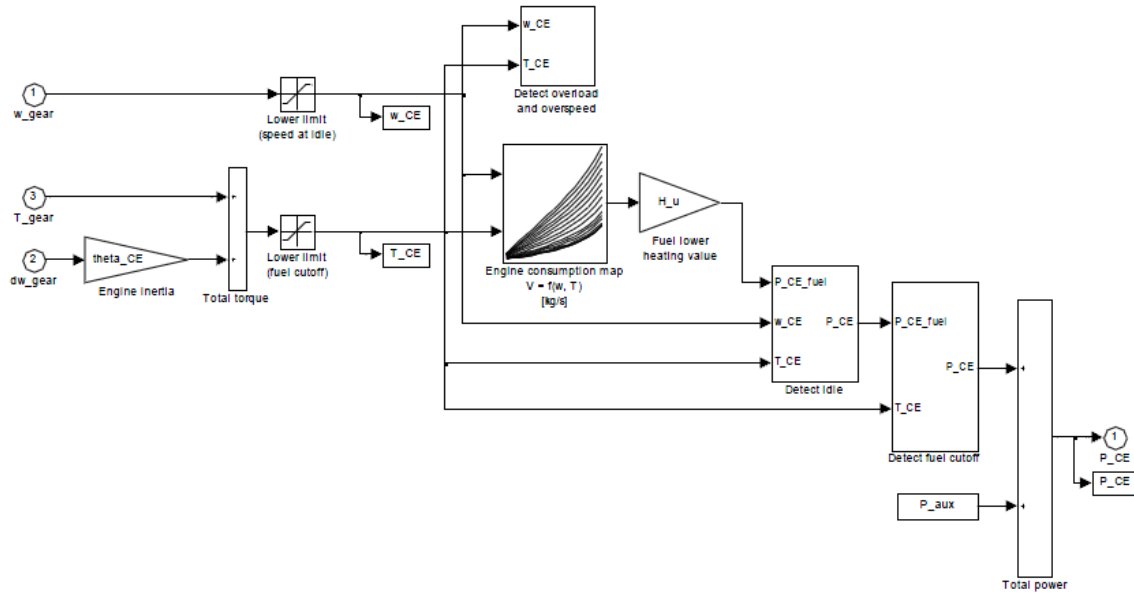 w_CE
T_CE
Detect overload
and overspeed
1
w_gear
Lower limit
(speed at idle)
w_CE
3
T_gear
2
dw_gear
theta_CE
Engine Inertia
+
+
Total torque
Lower limit
(fuel cutoff)
T_CE
Engine consumption map
V = f(w, T)
[kg/s]
H_u
Fuel lower
heating value
P_CE_fuel
w_CE
P_CE
T_CE
Detect Idle
P_CE_fuel
P_CE
T_CE
Detect fuel cutoff
P_aux
+
+
Total power
1
P_CE
P_CE